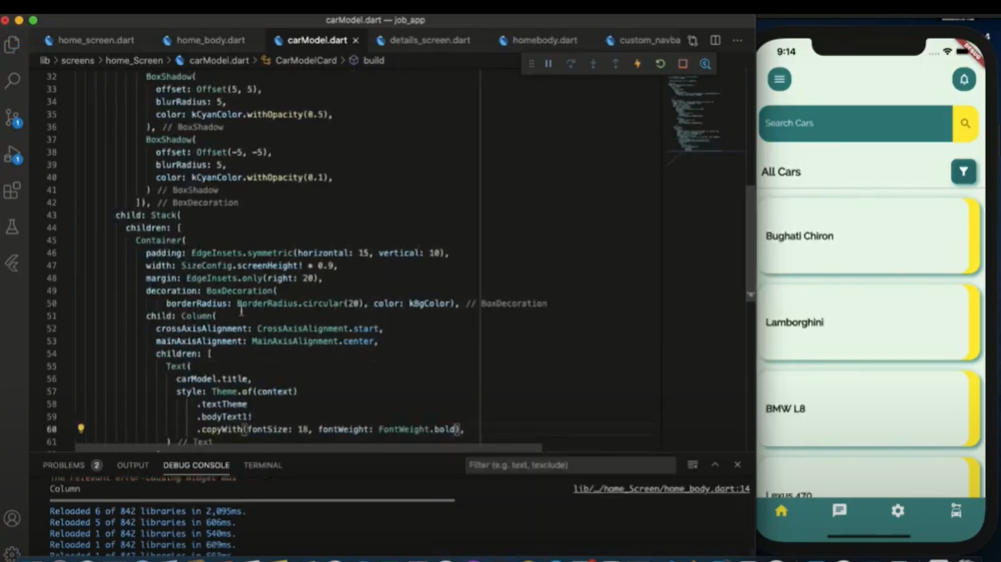 carModel.dart — job_app
home_screen.dart
home_body.dart
carModel.dart
details_screen.dart
homebody.dart
custom_navba
lib > screens > home_Screen > carModel.dart > CarModelCard > build
32 BoxShadow(
33 offset: Offset(5, 5),
34 blurRadius: 5,
35 color: kCyanColor.withOpacity(0.5),
36 ), // BoxShadow
37 BoxShadow(
38 offset: Offset(-5, -5),
39 blurRadius: 5,
40 color: kCyanColor.withOpacity(0.1),
41 ) // BoxShadow
42 ]), // BoxDecoration
43 child: Stack(
44 children: [
45 Container(
46 padding: EdgeInsets.symmetric(horizontal: 15, vertical: 10),
47 width: SizeConfig.screenHeight! * 0.9,
48 margin: EdgeInsets.only(right: 20),
49 decoration: BoxDecoration(
50 borderRadius: BorderRadius.circular(20), color: kBgColor), // BoxDecoration
51 child: Column(
52 crossAxisAlignment: CrossAxisAlignment.start,
53 mainAxisAlignment: MainAxisAlignment.center,
54 children: [
55 Text(
56 carModel.title,
57 style: Theme.of(context)
58 .textTheme
59 .bodyText1!
60 .copyWith(fontSize: 18, fontWeight: FontWeight.bold),
61 ) // Text
PROBLEMS 2 OUTPUT DEBUG CONSOLE TERMINAL
Filter (e.g. text, !exclude)
The relevant error-causing widget was
Column lib/…/home_Screen/home_body.dart:14
Reloaded 6 of 842 libraries in 2,095ms.
Reloaded 5 of 842 libraries in 606ms.
Reloaded 1 of 842 libraries in 540ms.
Reloaded 1 of 842 libraries in 609ms.
9:14
DEBUG
Search Cars
All Cars
Bughati Chiron
Lamborghini
BMW L8
Lexus 470